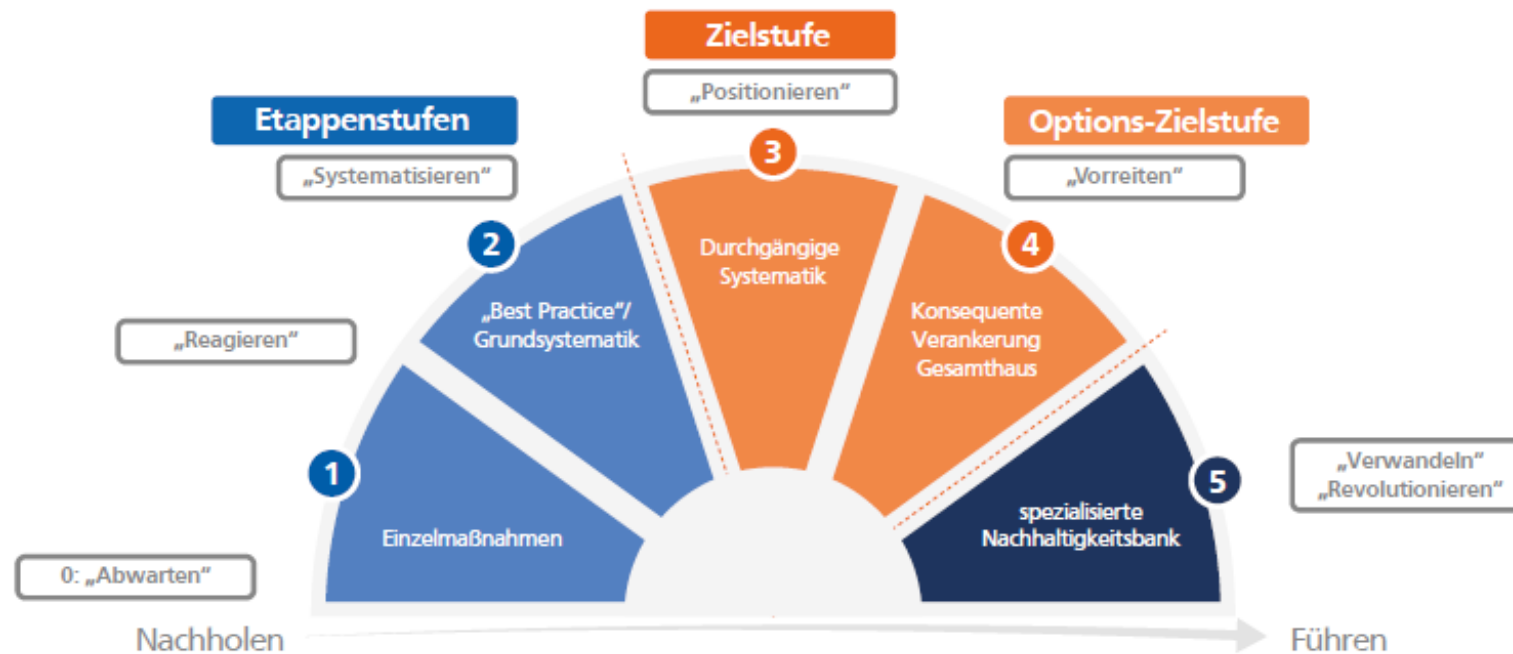 Zielstufe
„Positionieren“
Etappenstufen
„Systematisieren“
Options-Zielstufe
„Vorreiten“
3
2
4
Durchgängige
Systematik
„Best Practice“/
Grundsystematik
Konsequente
Verankerung
Gesamthaus
„Reagieren“
1
Einzelmaßnahmen
5
spezialisierte
Nachhaltigkeitsbank
„Verwandeln“
„Revolutionieren“
0: „Abwarten“
Nachholen
Führen